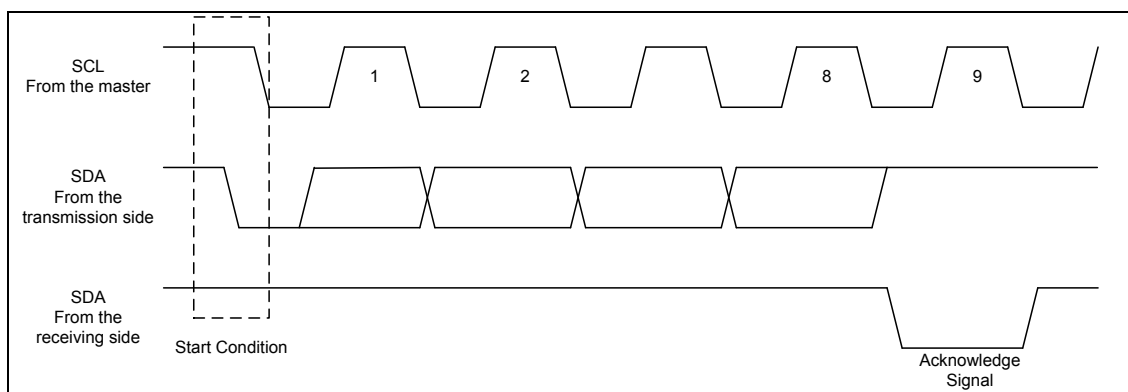 SCL
From the master
1
2
8
9
SDA
From the
transmission side
SDA
From the
receiving side
Start Condition
Acknowledge
Signal